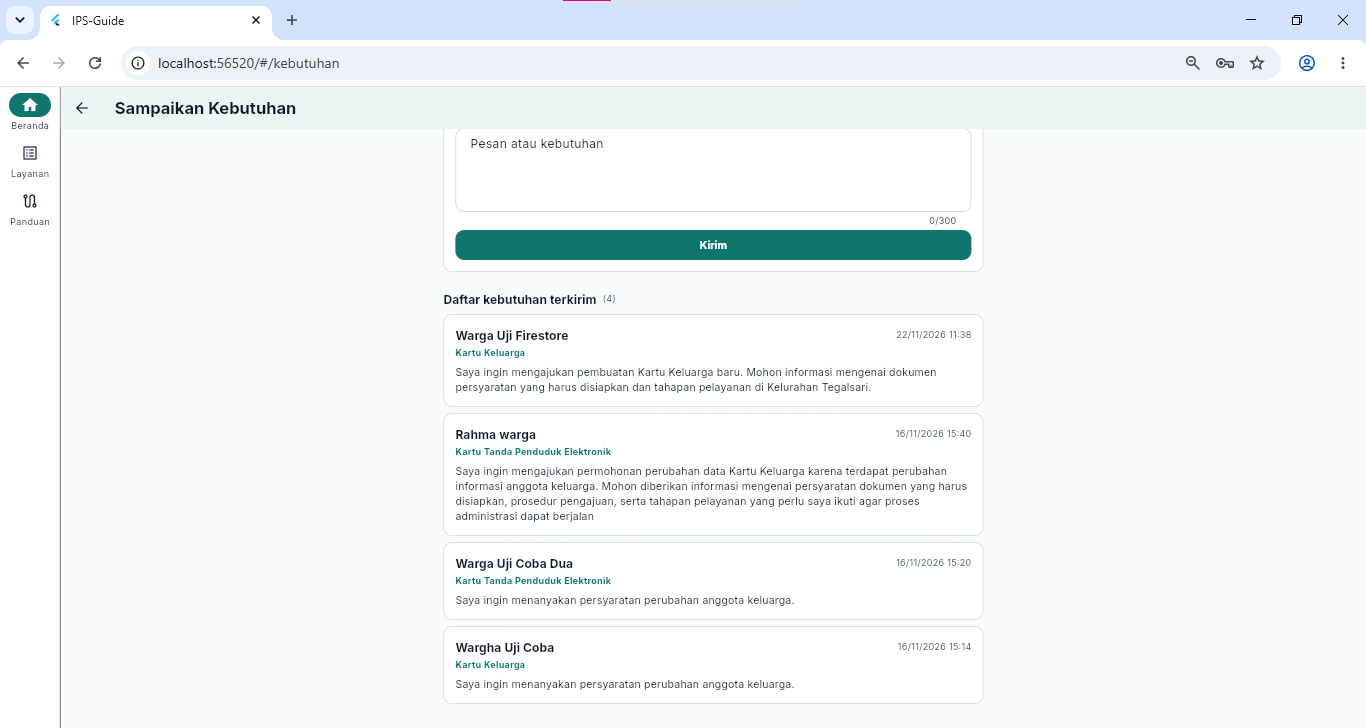 IPS-Guide
localhost:56520/#/kebutuhan
Beranda
Layanan
Panduan
Sampaikan Kebutuhan
Pesan atau kebutuhan
0/300
Kirim
Daftar kebutuhan terkirim (4)
Warga Uji Firestore 22/11/2026 11:38
Kartu Keluarga
Saya ingin mengajukan pembuatan Kartu Keluarga baru. Mohon informasi mengenai dokumen
persyaratan yang harus disiapkan dan tahapan pelayanan di Kelurahan Tegalsari.
Rahma warga 16/11/2026 15:40
Kartu Tanda Penduduk Elektronik
Saya ingin mengajukan permohonan perubahan data Kartu Keluarga karena terdapat perubahan
informasi anggota keluarga. Mohon diberikan informasi mengenai persyaratan dokumen yang harus
disiapkan, prosedur pengajuan, serta tahapan pelayanan yang perlu saya ikuti agar proses
administrasi dapat berjalan
Warga Uji Coba Dua 16/11/2026 15:20
Kartu Tanda Penduduk Elektronik
Saya ingin menanyakan persyaratan perubahan anggota keluarga.
Wargha Uji Coba 16/11/2026 15:14
Kartu Keluarga
Saya ingin menanyakan persyaratan perubahan anggota keluarga.